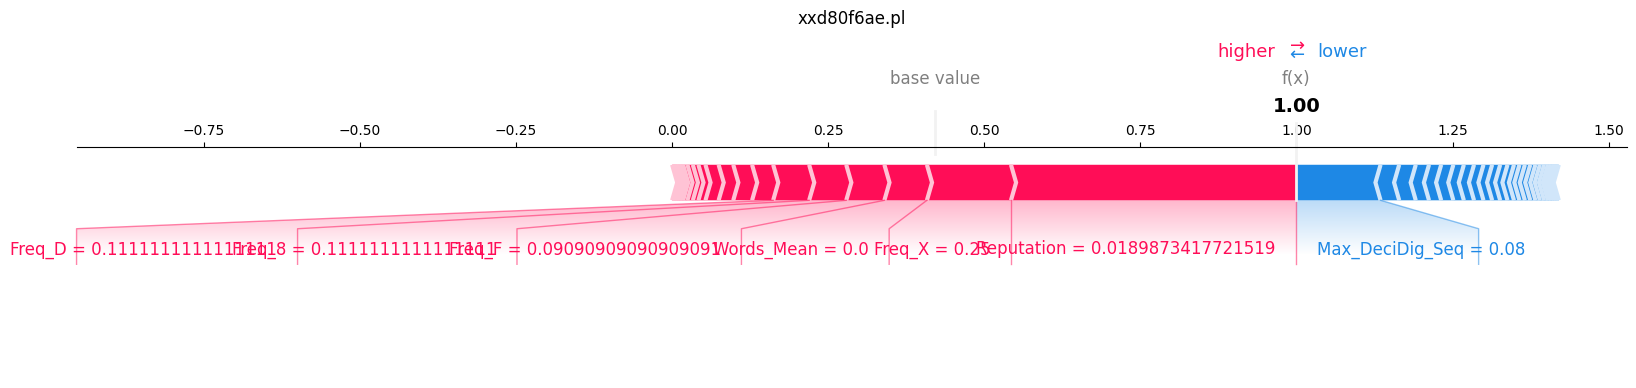 xxd80f6ae.pl
higher ⇄ lower
base value
f(x)
1.00
−0.75 −0.50 −0.25 0.00 0.25 0.50 0.75 1.00 1.25 1.50
Freq_D = 0.1111111111111111 Freq_8 = 0.1111111111111111 Freq_F = 0.09090909090909091 Words_Mean = 0.0 Freq_X = 0.25 Reputation = 0.0189873417721519 Max_DeciDig_Seq = 0.08